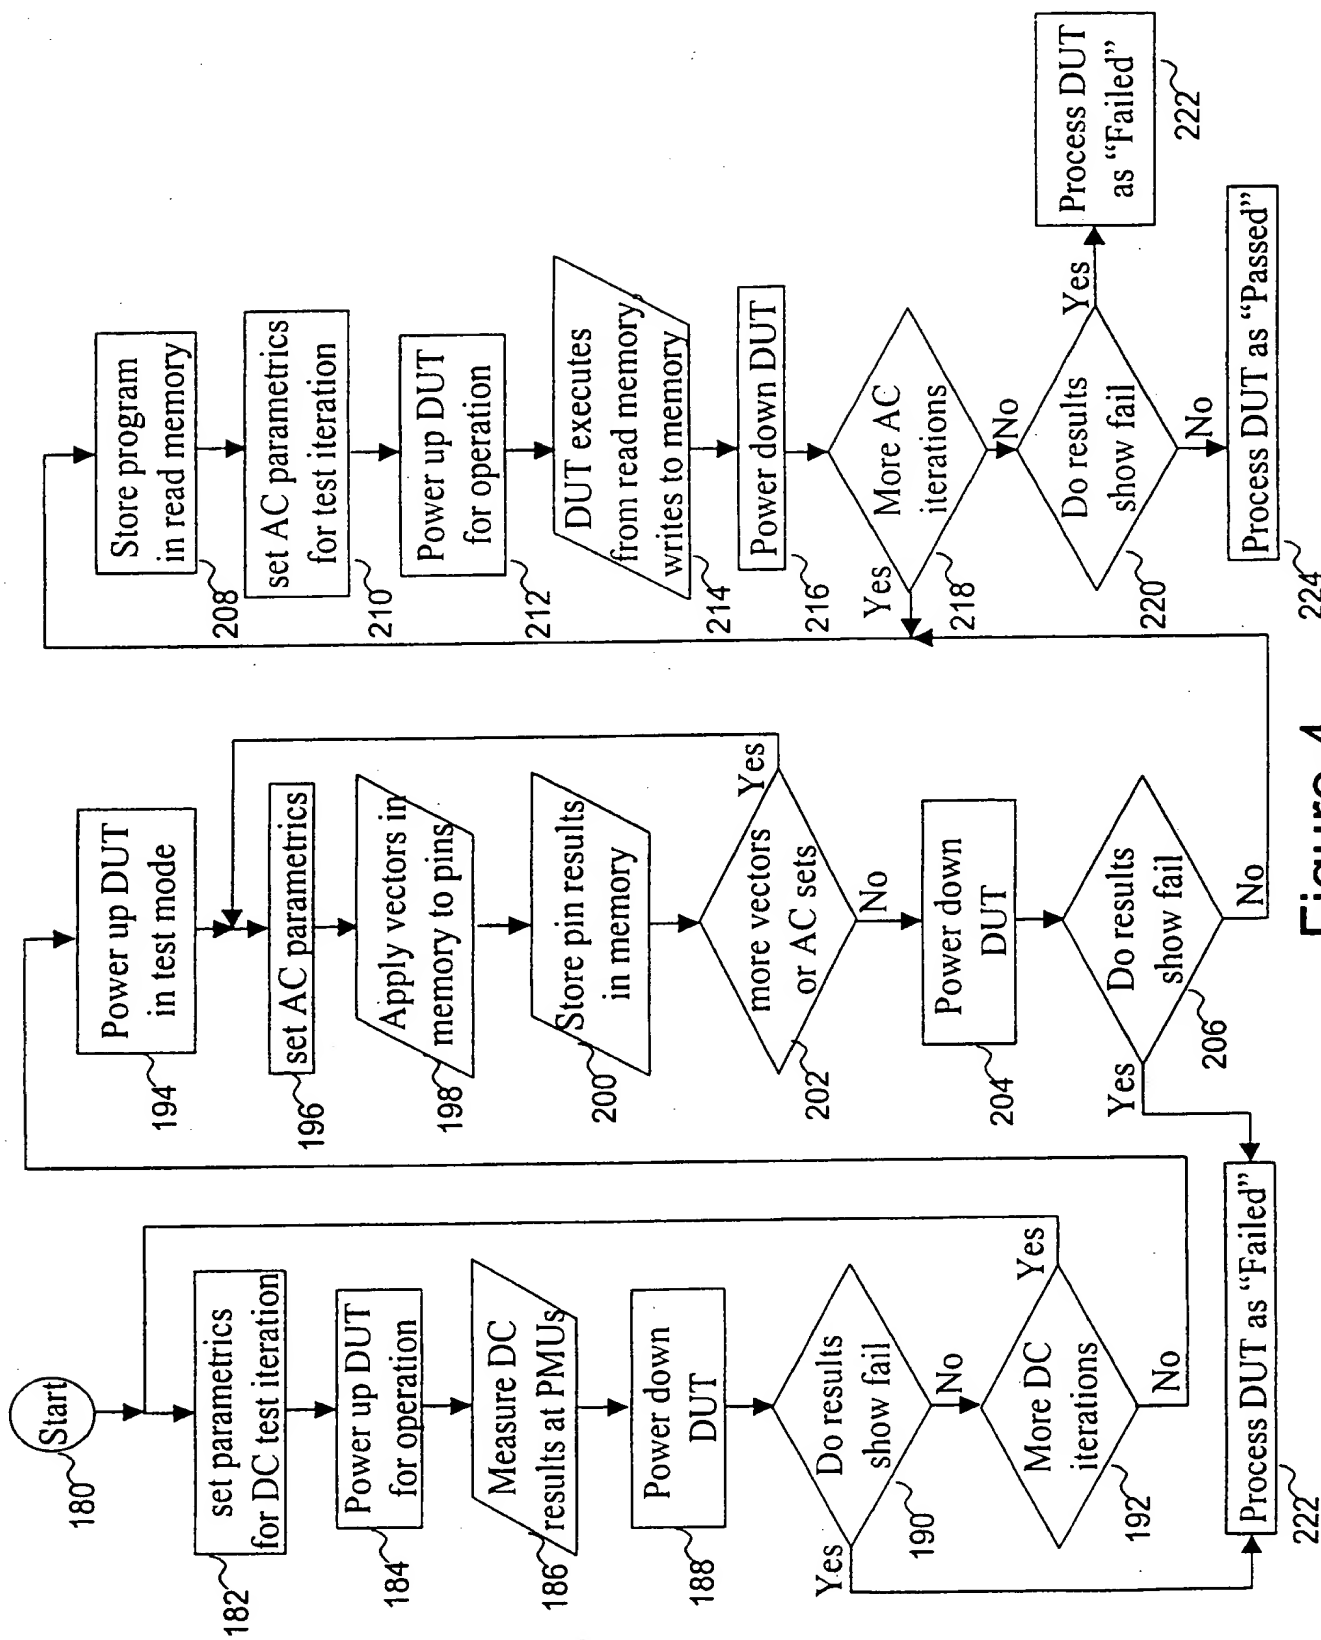 Start
180
set parametrics
for DC test iteration
182
Power up DUT
for operation
184
Measure DC
results at PMUs
186
Power down
DUT
188
Do results
show fail
190
Yes
No
More DC
iterations
192
Yes
No
Process DUT as “Failed”
222
Power up DUT
in test mode
194
set AC parametrics
196
Apply vectors in
memory to pins
198
Store pin results
in memory
200
more vectors
or AC sets
202
Yes
No
Power down
DUT
204
Do results
show fail
206
Yes
No
Store program
in read memory
208
set AC parametrics
for test iteration
210
Power up DUT
for operation
212
DUT executes
from read memory,
writes to memory
214
Power down DUT
216
More AC
iterations
218
Yes
No
Do results
show fail
220
Yes
No
Process DUT
as “Failed”
222
Process DUT as “Passed”
224
Figure 4